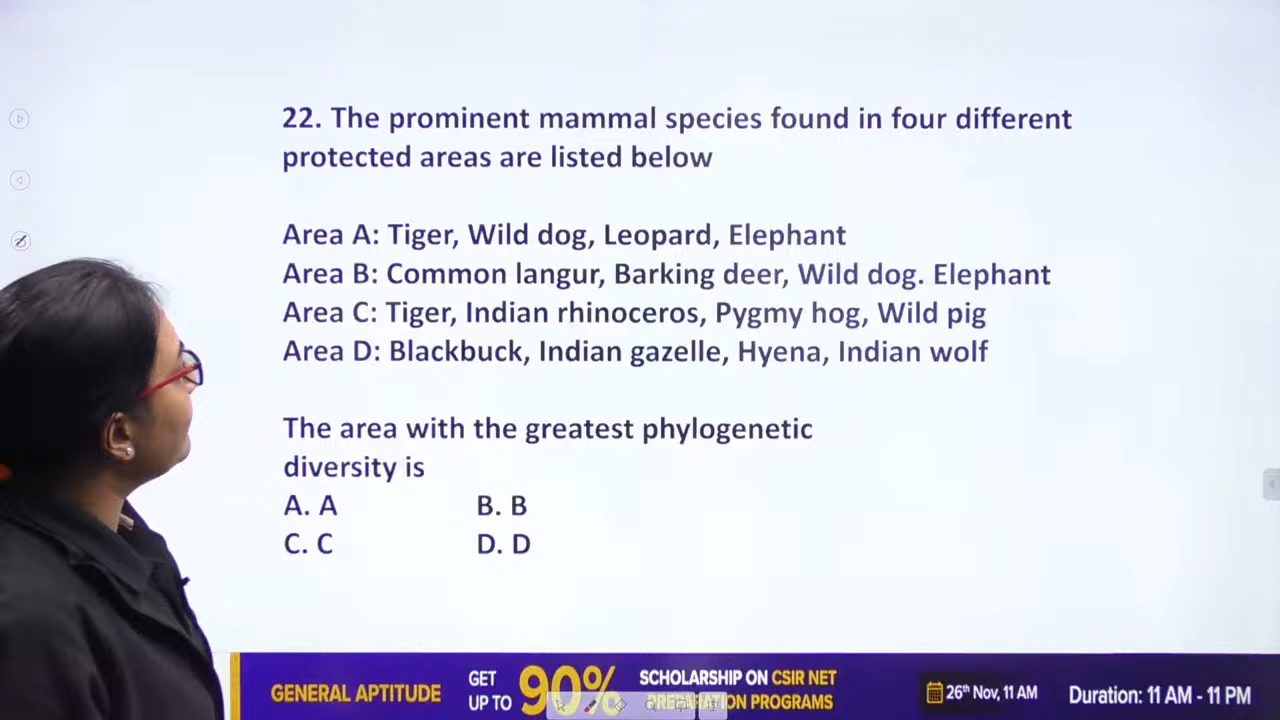 22. The prominent mammal species found in four different
protected areas are listed below
Area A: Tiger, Wild dog, Leopard, Elephant
Area B: Common langur, Barking deer, Wild dog. Elephant
Area C: Tiger, Indian rhinoceros, Pygmy hog, Wild pig
Area D: Blackbuck, Indian gazelle, Hyena, Indian wolf
The area with the greatest phylogenetic
diversity is
A. A B. B
C. C D. D
GENERAL APTITUDE
GET
UP TO
90%
SCHOLARSHIP ON CSIR NET
PREPARATION PROGRAMS
26th Nov, 11 AM
Duration: 11 AM - 11 PM